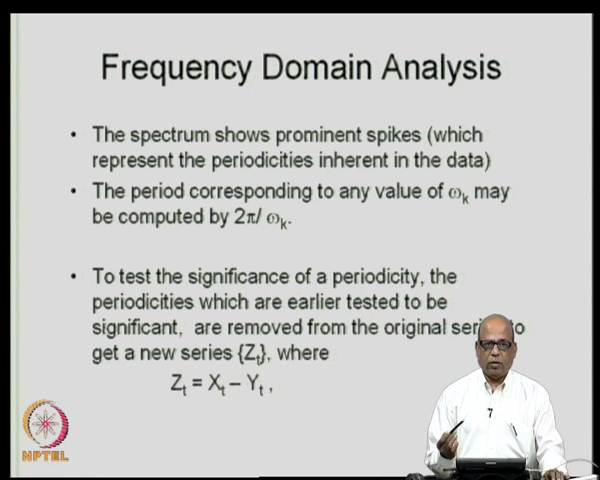 Frequency Domain Analysis
• The spectrum shows prominent spikes (which
represent the periodicities inherent in the data)
• The period corresponding to any value of ωₖ may
be computed by 2π/ ωₖ.
• To test the significance of a periodicity, the
periodicities which are earlier tested to be
significant, are removed from the original to
get a new series {Zₜ}, where
Zₜ = Xₜ – Yₜ ,
7
NPTEL